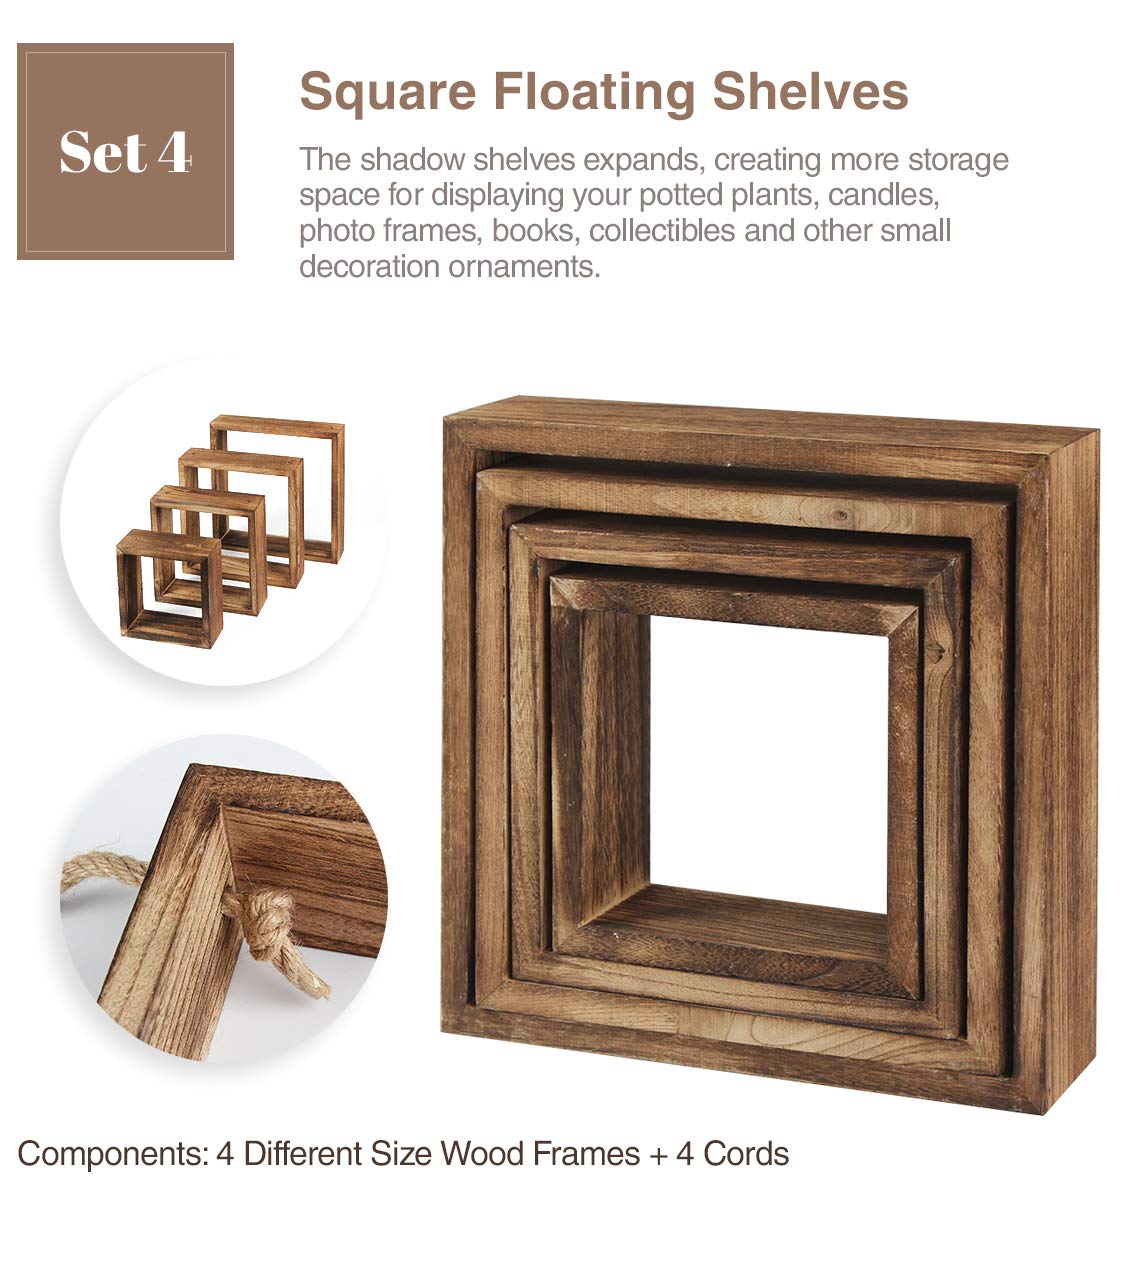 Set 4
Square Floating Shelves
The shadow shelves expands, creating more storage
space for displaying your potted plants, candles,
photo frames, books, collectibles and other small
decoration ornaments.
Components: 4 Different Size Wood Frames + 4 Cords